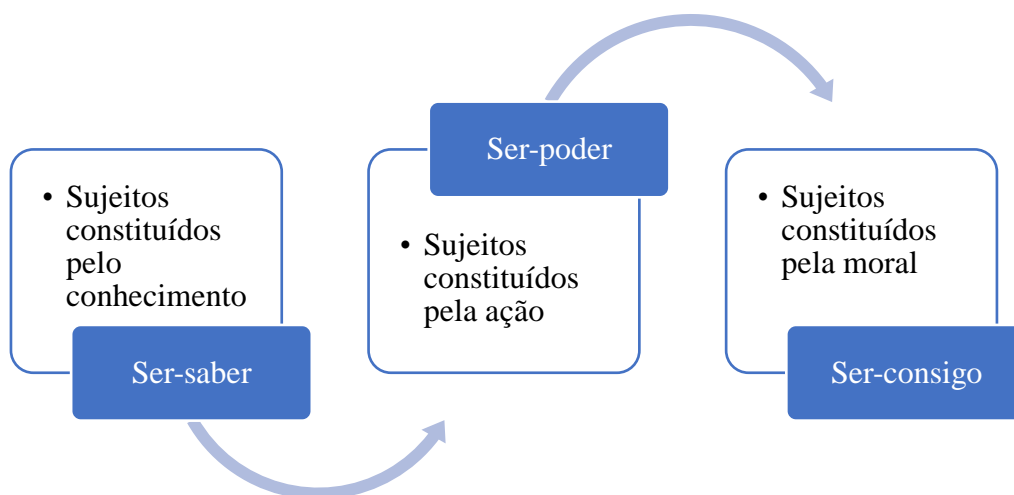 • Sujeitos
constituídos
pelo
conhecimento
Ser-saber
Ser-poder
• Sujeitos
constituídos
pela ação
• Sujeitos
constituídos
pela moral
Ser-consigo